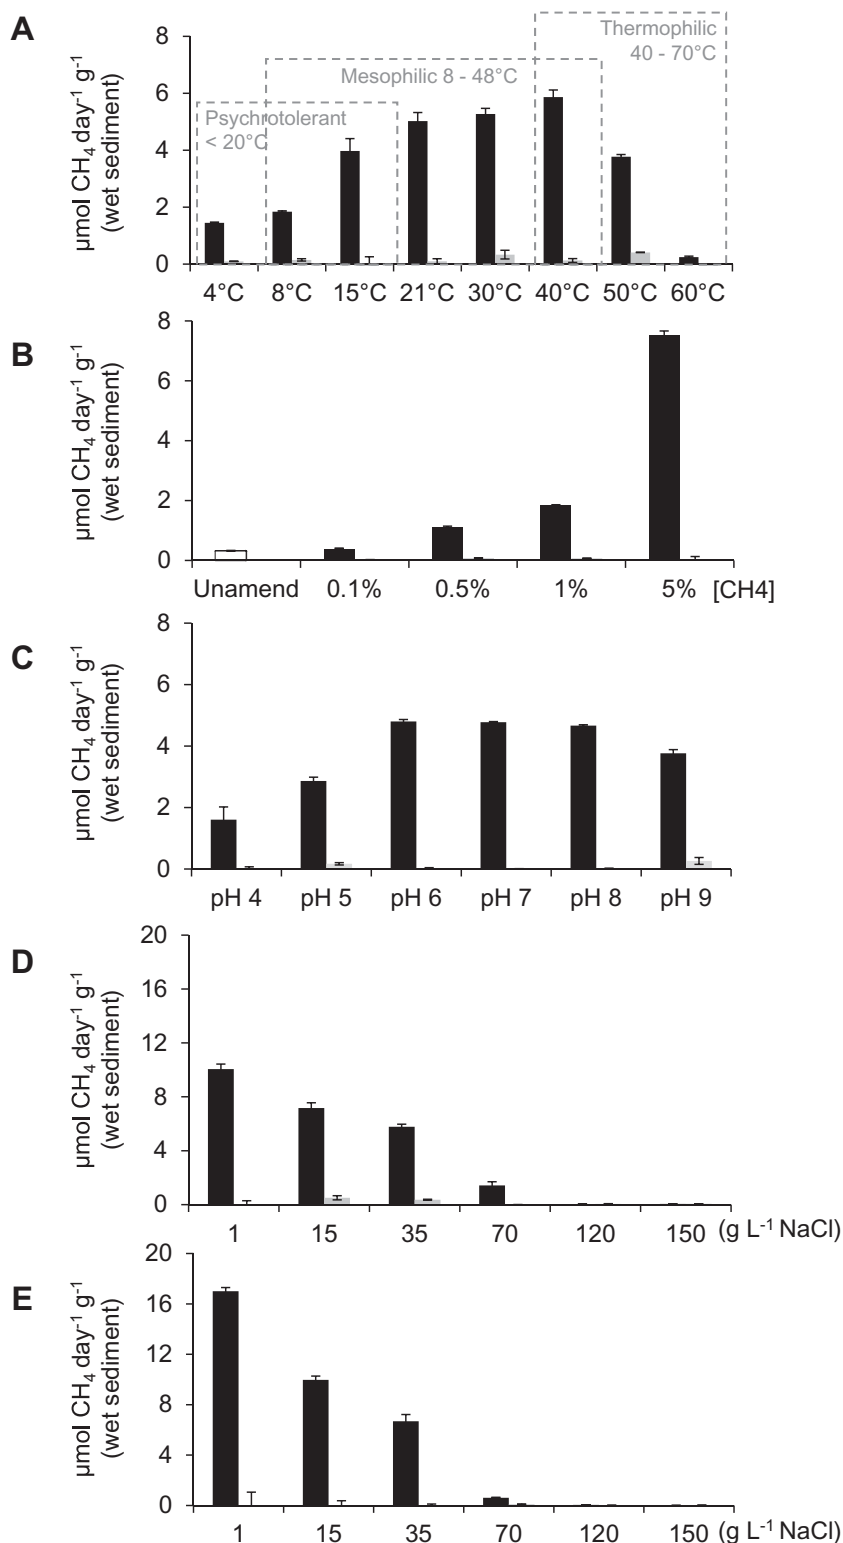 A
8
6
4
2
0
µmol CH₄ day⁻¹ g⁻¹
(wet sediment)
Psychrotolerant
< 20°C
Mesophilic 8 - 48°C
Thermophilic
40 - 70°C
4°C 8°C 15°C 21°C 30°C 40°C 50°C 60°C
B
8
6
4
2
0
µmol CH₄ day⁻¹ g⁻¹
(wet sediment)
Unamend 0.1% 0.5% 1% 5% [CH4]
C
8
6
4
2
0
µmol CH₄ day⁻¹ g⁻¹
(wet sediment)
pH 4 pH 5 pH 6 pH 7 pH 8 pH 9
D
20
16
12
8
4
0
µmol CH₄ day⁻¹ g⁻¹
(wet sediment)
1 15 35 70 120 150 (g L⁻¹ NaCl)
E
20
16
12
8
4
0
µmol CH₄ day⁻¹ g⁻¹
(wet sediment)
1 15 35 70 120 150 (g L⁻¹ NaCl)